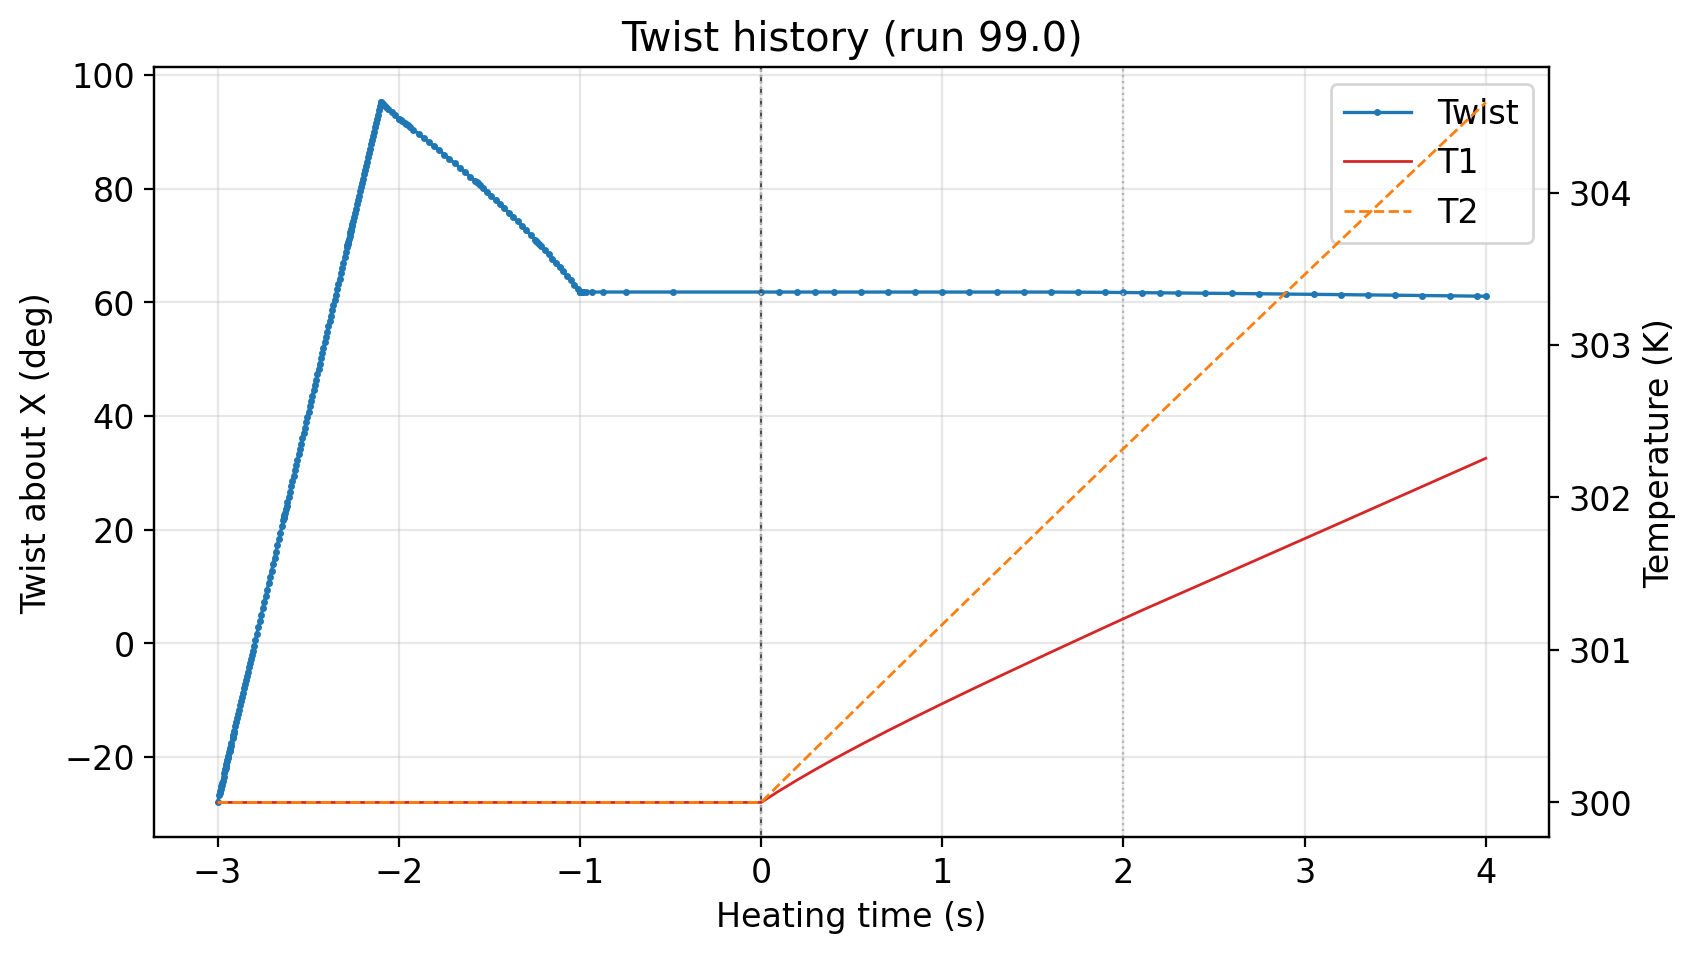 Twist history (run 99.0)
100
80
60
40
20
0
−20
Twist about X (deg)
Twist
T1
T2
304
303
302
301
300
Temperature (K)
−3 −2 −1 0 1 2 3 4
Heating time (s)